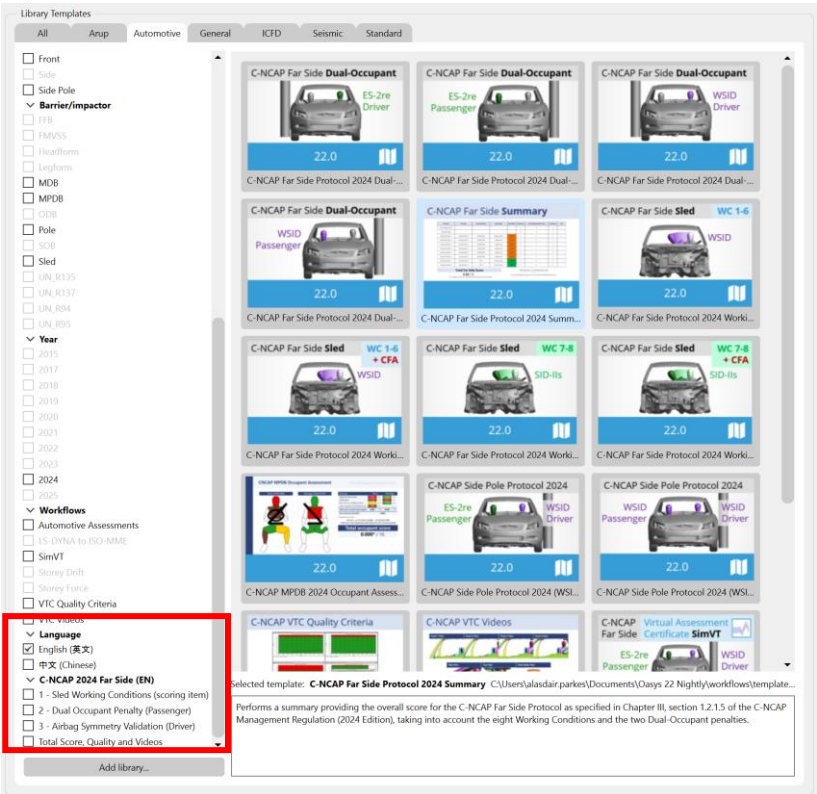 Library Templates
All Arup Automotive General ICFD Seismic Standard
Front
Side
Side Pole
Barrier/impactor
FFB
FMVSS
Headform
Legform
MDB
MPDB
ODB
Pole
SOB
Sled
UN_R135
UN_R137
UN_R94
UN_R95
Year
2015
2017
2018
2019
2020
2021
2022
2023
2024
2025
Workflows
Automotive Assessments
LS-DYNA to ISO-MME
SimVT
Storey Drift
Storey Force
VTC Quality Criteria
VTC Videos
Language
English (英文)
中文 (Chinese)
C-NCAP 2024 Far Side (EN)
1 - Sled Working Conditions (scoring item)
2 - Dual Occupant Penalty (Passenger)
3 - Airbag Symmetry Validation (Driver)
Total Score, Quality and Videos
Add library...
C-NCAP Far Side Dual-Occupant
ES-2re
Driver
22.0
C-NCAP Far Side Protocol 2024 Dual-...
C-NCAP Far Side Dual-Occupant
ES-2re
Passenger
22.0
C-NCAP Far Side Protocol 2024 Dual-...
C-NCAP Far Side Dual-Occupant
WSID
Driver
22.0
C-NCAP Far Side Protocol 2024 Dual-...
C-NCAP Far Side Dual-Occupant
WSID
Passenger
22.0
C-NCAP Far Side Protocol 2024 Dual-...
C-NCAP Far Side Summary
22.0
C-NCAP Far Side Protocol 2024 Summ...
C-NCAP Far Side Sled WC 1-6
WSID
22.0
C-NCAP Far Side Protocol 2024 Worki...
C-NCAP Far Side Sled WC 1-6
+ CFA
WSID
22.0
C-NCAP Far Side Protocol 2024 Worki...
C-NCAP Far Side Sled WC 7-8
SID-IIs
22.0
C-NCAP Far Side Protocol 2024 Worki...
C-NCAP Far Side Sled WC 7-8
+ CFA
SID-IIs
22.0
C-NCAP Far Side Protocol 2024 Worki...
C-NCAP MPDB Occupant Assessment
Total occupant score
22.0
C-NCAP MPDB 2024 Occupant Assess...
C-NCAP Side Pole Protocol 2024
ES-2re
Passenger
WSID
Driver
22.0
C-NCAP Side Pole Protocol 2024 (WSI...
C-NCAP Side Pole Protocol 2024
WSID
Passenger
WSID
Driver
22.0
C-NCAP Side Pole Protocol 2024 (WSI...
C-NCAP VTC Quality Criteria
C-NCAP VTC Videos
C-NCAP Far Side
Virtual Assessment
Certificate SimVT
ES-2re
Passenger
WSID
Driver
Selected template: C-NCAP Far Side Protocol 2024 Summary C:\Users\alasdair.parkes\Documents\Oasys 22 Nightly\workflows\template...
Performs a summary providing the overall score for the C-NCAP Far Side Protocol as specified in Chapter III, section 1.2.1.5 of the C-NCAP
Management Regulation (2024 Edition), taking into account the eight Working Conditions and the two Dual-Occupant penalties.